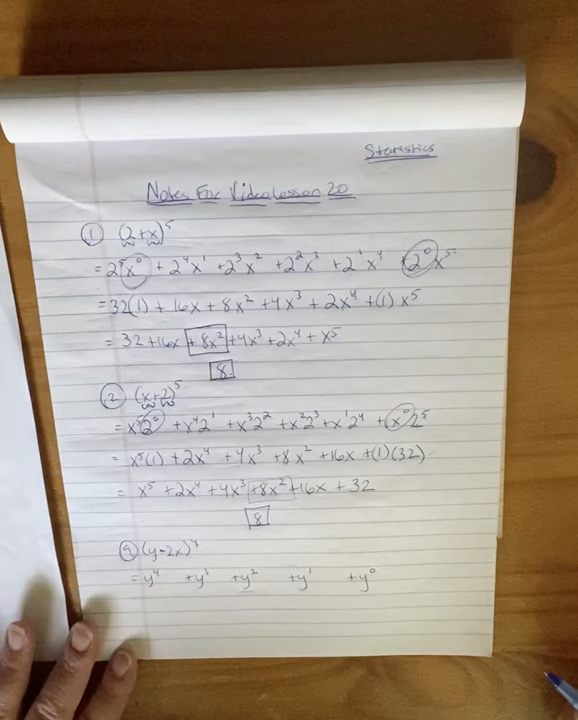 Statistics
Notes For Video Lesson 20
① (2+x)⁵
= 2⁵x⁰ + 2⁴x¹ + 2³x² + 2²x³ + 2¹x⁴ + 2⁰x⁵
= 32(1) + 16x + 8x² + 4x³ + 2x⁴ + (1)x⁵
= 32 + 16x + 8x² + 4x³ + 2x⁴ + x⁵
8
② (x+2)⁵
= x⁵2⁰ + x⁴2¹ + x³2² + x²2³ + x¹2⁴ + x⁰2⁵
= x⁵(1) + 2x⁴ + 4x³ + 8x² + 16x + (1)(32)
= x⁵ + 2x⁴ + 4x³ + 8x² + 16x + 32
8
⑨ (y-2x)⁴
= y⁴ + y³ + y² + y¹ + y⁰